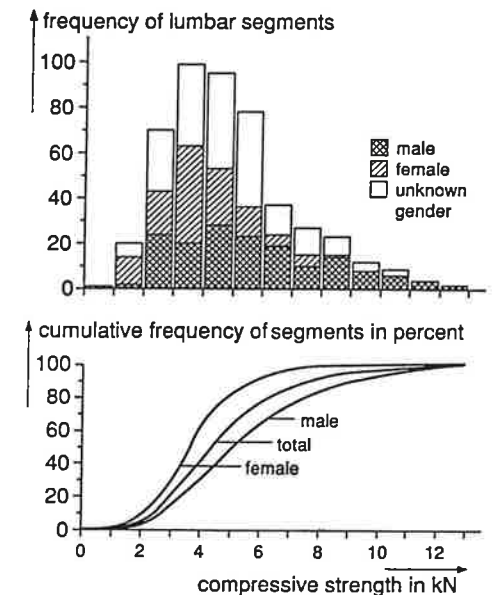 frequency of lumbar segments
100
80
60
40
20
0
male
female
unknown
gender
cumulative frequency of segments in percent
100
80
60
40
20
0
male
total
female
0 2 4 6 8 10 12
compressive strength in kN